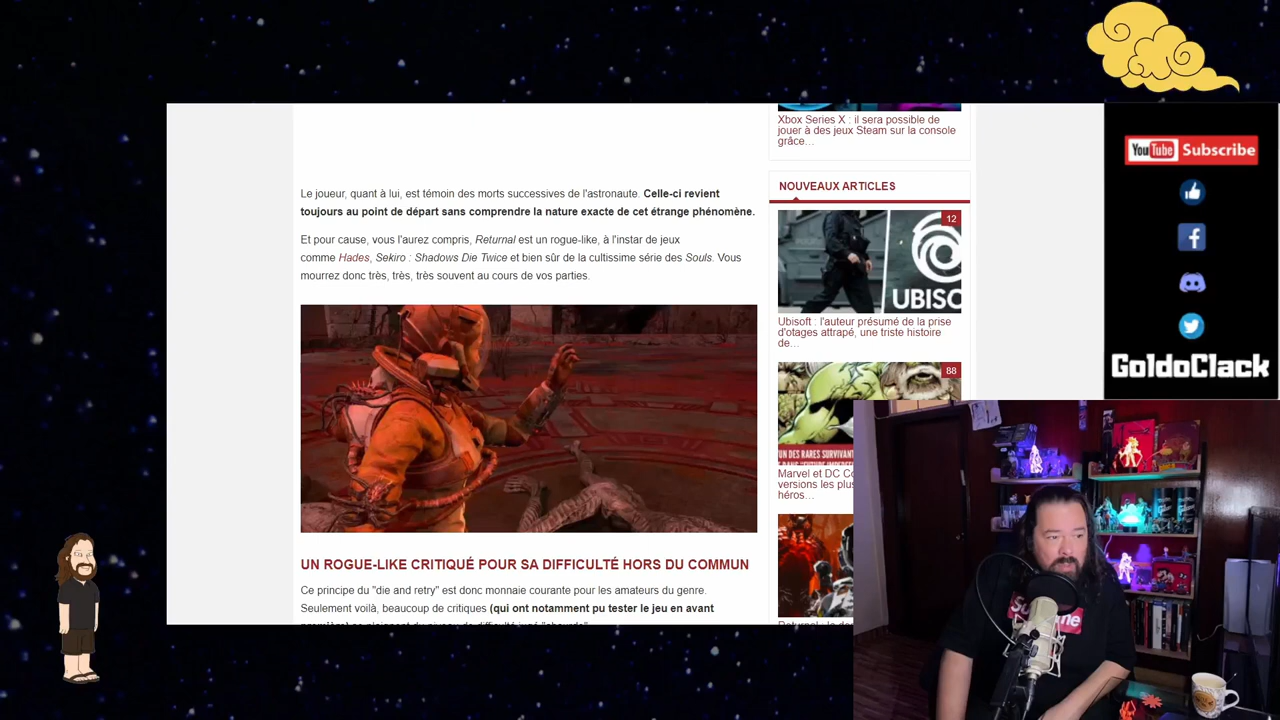 Xbox Series X : il sera possible de
jouer à des jeux Steam sur la console
grâce…
You Tube Subscribe
Le joueur, quant à lui, est témoin des morts successives de l'astronaute. Celle-ci revient
toujours au point de départ sans comprendre la nature exacte de cet étrange phénomène.
Et pour cause, vous l'aurez compris, Returnal est un rogue-like, à l'instar de jeux
comme Hades, Sekiro : Shadows Die Twice et bien sûr de la cultissime série des Souls. Vous
mourrez donc très, très, très souvent au cours de vos parties.
UN ROGUE-LIKE CRITIQUÉ POUR SA DIFFICULTÉ HORS DU COMMUN
Ce principe du "die and retry" est donc monnaie courante pour les amateurs du genre.
Seulement voilà, beaucoup de critiques (qui ont notamment pu tester le jeu en avant
NOUVEAUX ARTICLES
12
UBISO
Ubisoft : l'auteur présumé de la prise
d'otages attrapé, une triste histoire
de…
88
UN DES RARES SURVIVANT
Marvel et DC Co
versions les plus
héros…
GoldoClack